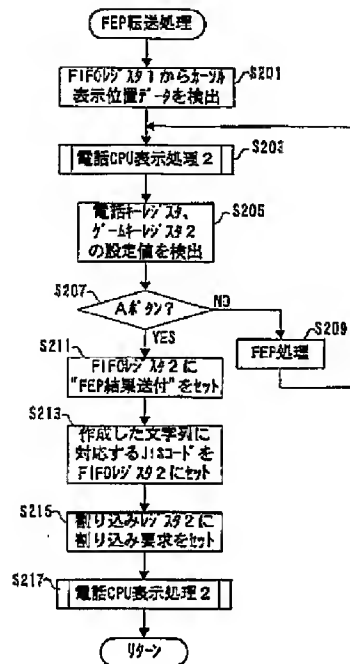 FEP転送処理
FIFOレジスタ1からカーソル
表示位置データを検出
S201
電話CPU表示処理2
S203
電話キーレジスタ、
ゲームキーレジスタ2
の設定値を検出
S205
S207
Aボタン?
NO
YES
S209
FEP処理
S211
FIFOレジスタ2に
"FEP結果送付"をセット
S213
作成した文字列に
対応するJISコードを
FIFOレジスタ2にセット
S215
割り込みレジスタ2に
割り込み要求をセット
S217
電話CPU表示処理2
リターン